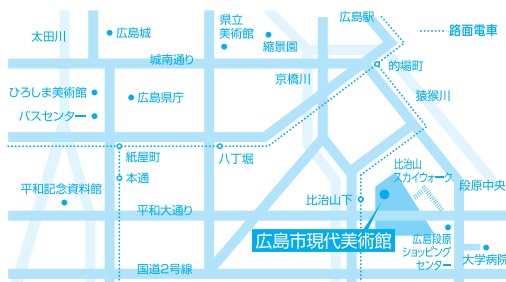 広島駅
県立
美術館
路面電車
太田川
広島城
縮景園
城南通り
的場町
京橋川
ひろしま美術館
広島県庁
猿猴川
バスセンター
紙屋町
八丁堀
比治山
スカイウォーク
本通
平和記念資料館
段原中央
比治山下
平和大通り
広島市現代美術館
広島段原
ショッピング
センター
大学病院
国道2号線